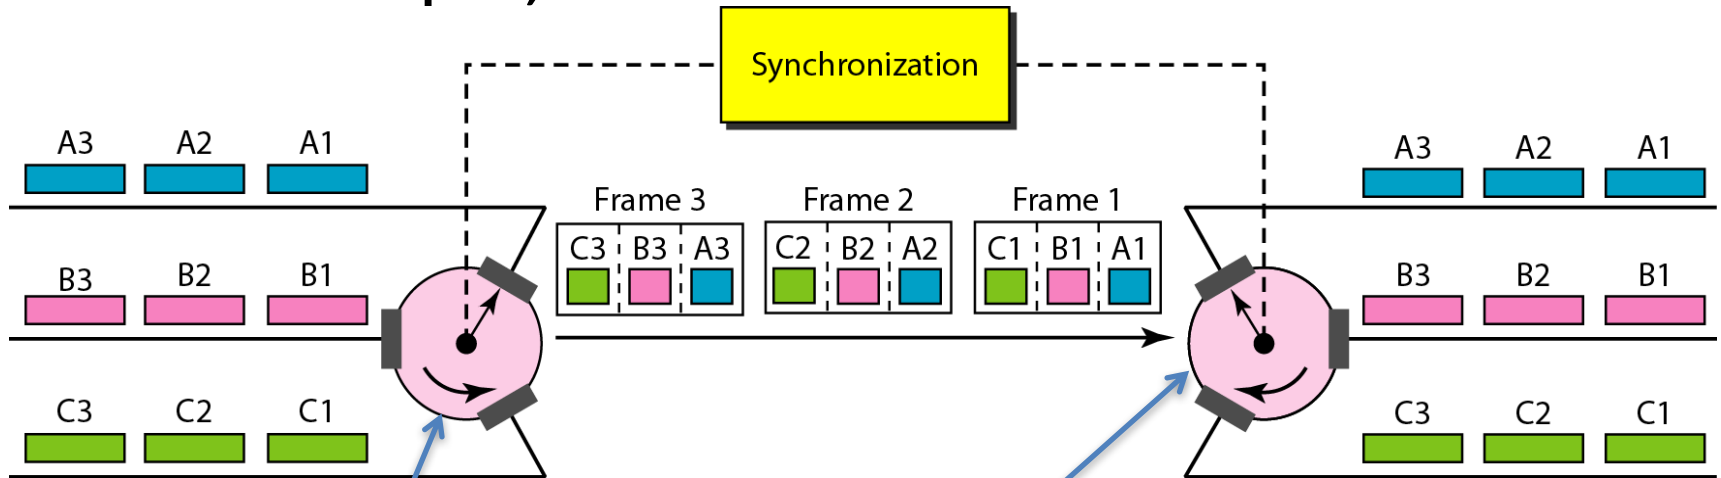 Synchronization
A3 A2 A1
A3 A2 A1
Frame 3 Frame 2 Frame 1
C3 B3 A3 C2 B2 A2 C1 B1 A1
B3 B2 B1
B3 B2 B1
C3 C2 C1
C3 C2 C1